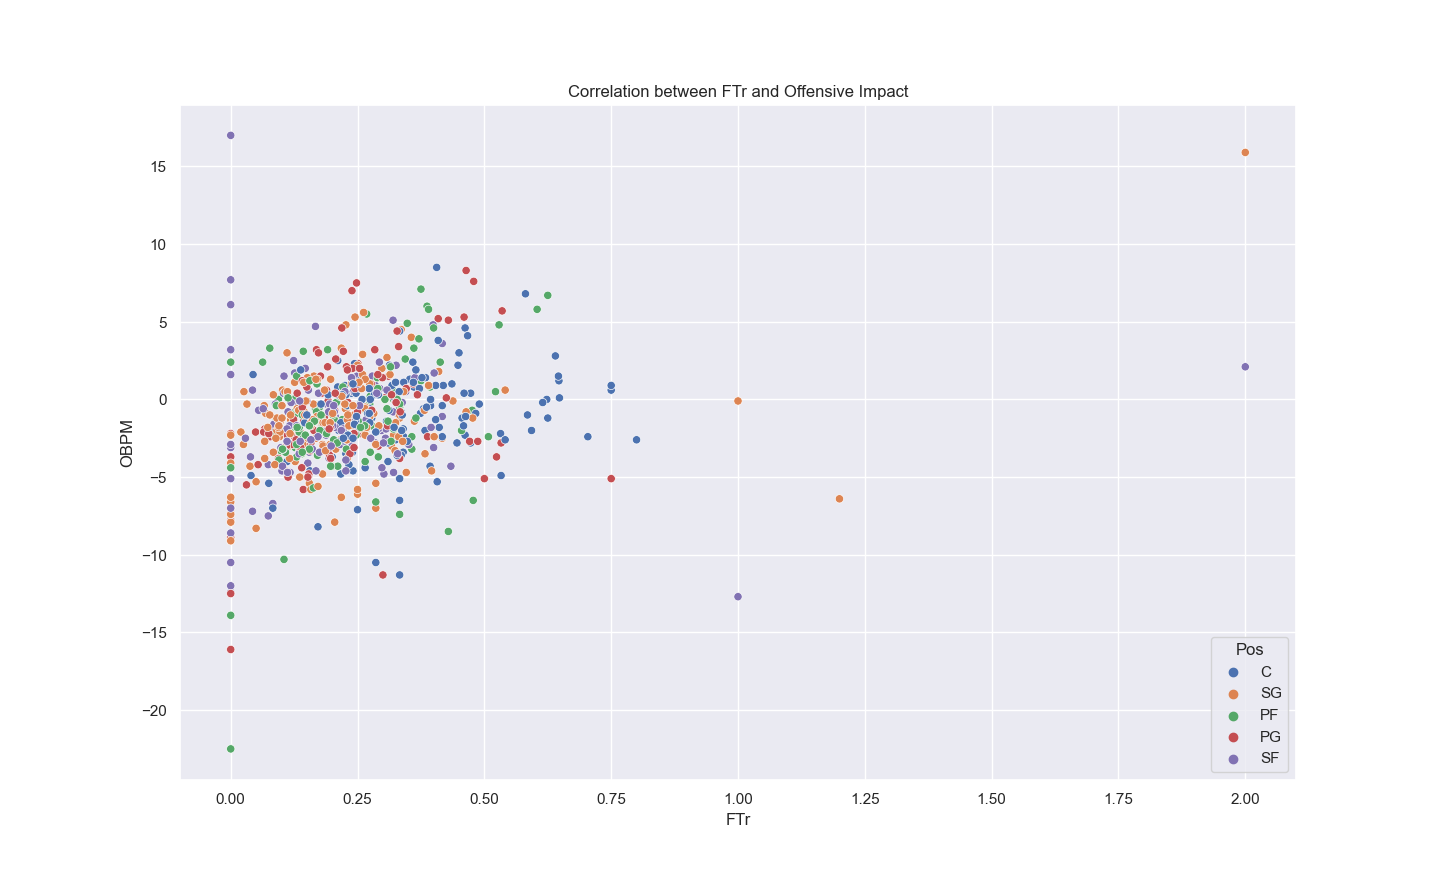 Correlation between FTr and Offensive Impact
15
10
5
0
−5
−10
−15
−20
OBPM
0.00 0.25 0.50 0.75 1.00 1.25 1.50 1.75 2.00
FTr
Pos
C
SG
PF
PG
SF